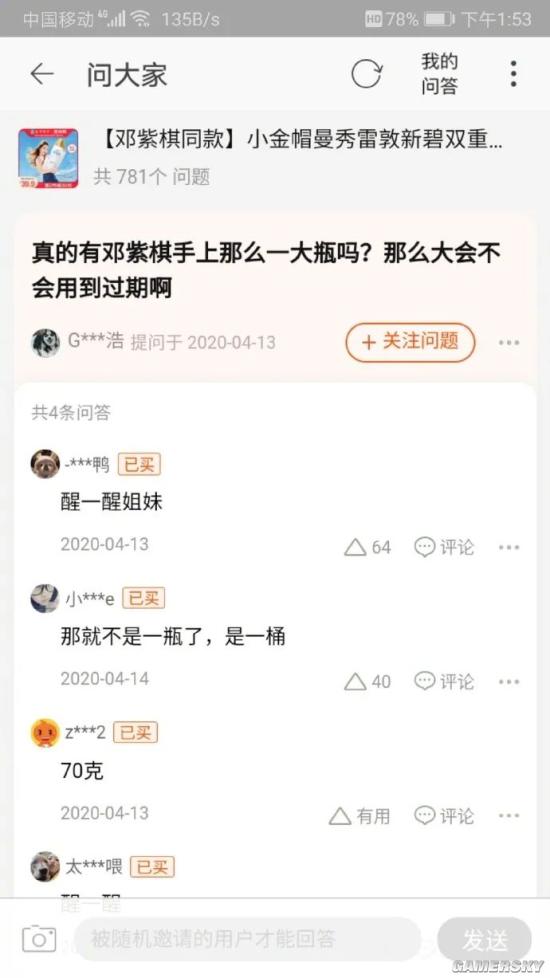 中国移动 4G 135B/s HD 78% 下午1:53
问大家
我的
问答
【邓紫棋同款】小金帽曼秀雷敦新碧双重...
共 781个 问题
真的有邓紫棋手上那么一大瓶吗？那么大会不
会用到过期啊
G***浩 提问于 2020-04-13
+ 关注问题
共4条问答
-***鸭 已买
醒一醒姐妹
2020-04-13 64 评论
小***e 已买
那就不是一瓶了，是一桶
2020-04-14 40 评论
z***2 已买
70克
2020-04-13 有用 评论
太***喂 已买
醒一醒
被随机邀请的用户才能回答
发送
GAMERSKY